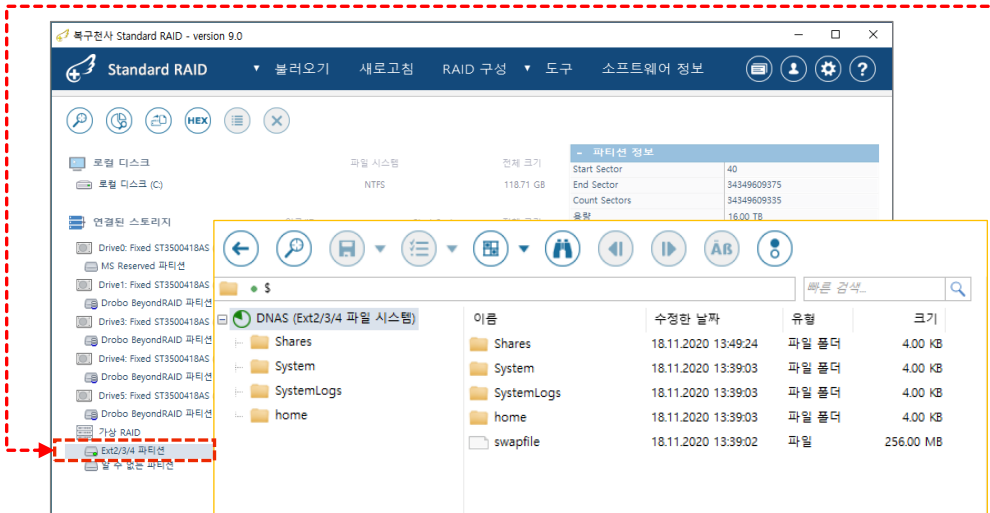 복구천사 Standard RAID - version 9.0
Standard RAID 불러오기 새로고침 RAID 구성 도구 소프트웨어 정보
HEX
로컬 디스크 파일 시스템 전체 크기
로컬 디스크 (C:) NTFS 118.71 GB
- 파티션 정보
Start Sector 40
End Sector 34349609375
Count Sectors 34349609335
용량 16.00 TB
연결된 스토리지
Drive0: Fixed ST3500418AS
MS Reserved 파티션
Drive1: Fixed ST3500418AS
Drobo BeyondRAID 파티션
Drive3: Fixed ST3500418AS
Drobo BeyondRAID 파티션
Drive4: Fixed ST3500418AS
Drobo BeyondRAID 파티션
Drive5: Fixed ST3500418AS
Drobo BeyondRAID 파티션
가상 RAID
Ext2/3/4 파티션
알 수 없는 파티션
Äß
$ 빠른 검색...
DNAS (Ext2/3/4 파일 시스템)
Shares
System
SystemLogs
home
이름 수정한 날짜 유형 크기
Shares 18.11.2020 13:49:24 파일 폴더 4.00 KB
System 18.11.2020 13:39:03 파일 폴더 4.00 KB
SystemLogs 18.11.2020 13:39:03 파일 폴더 4.00 KB
home 18.11.2020 13:39:03 파일 폴더 4.00 KB
swapfile 18.11.2020 13:39:02 파일 256.00 MB